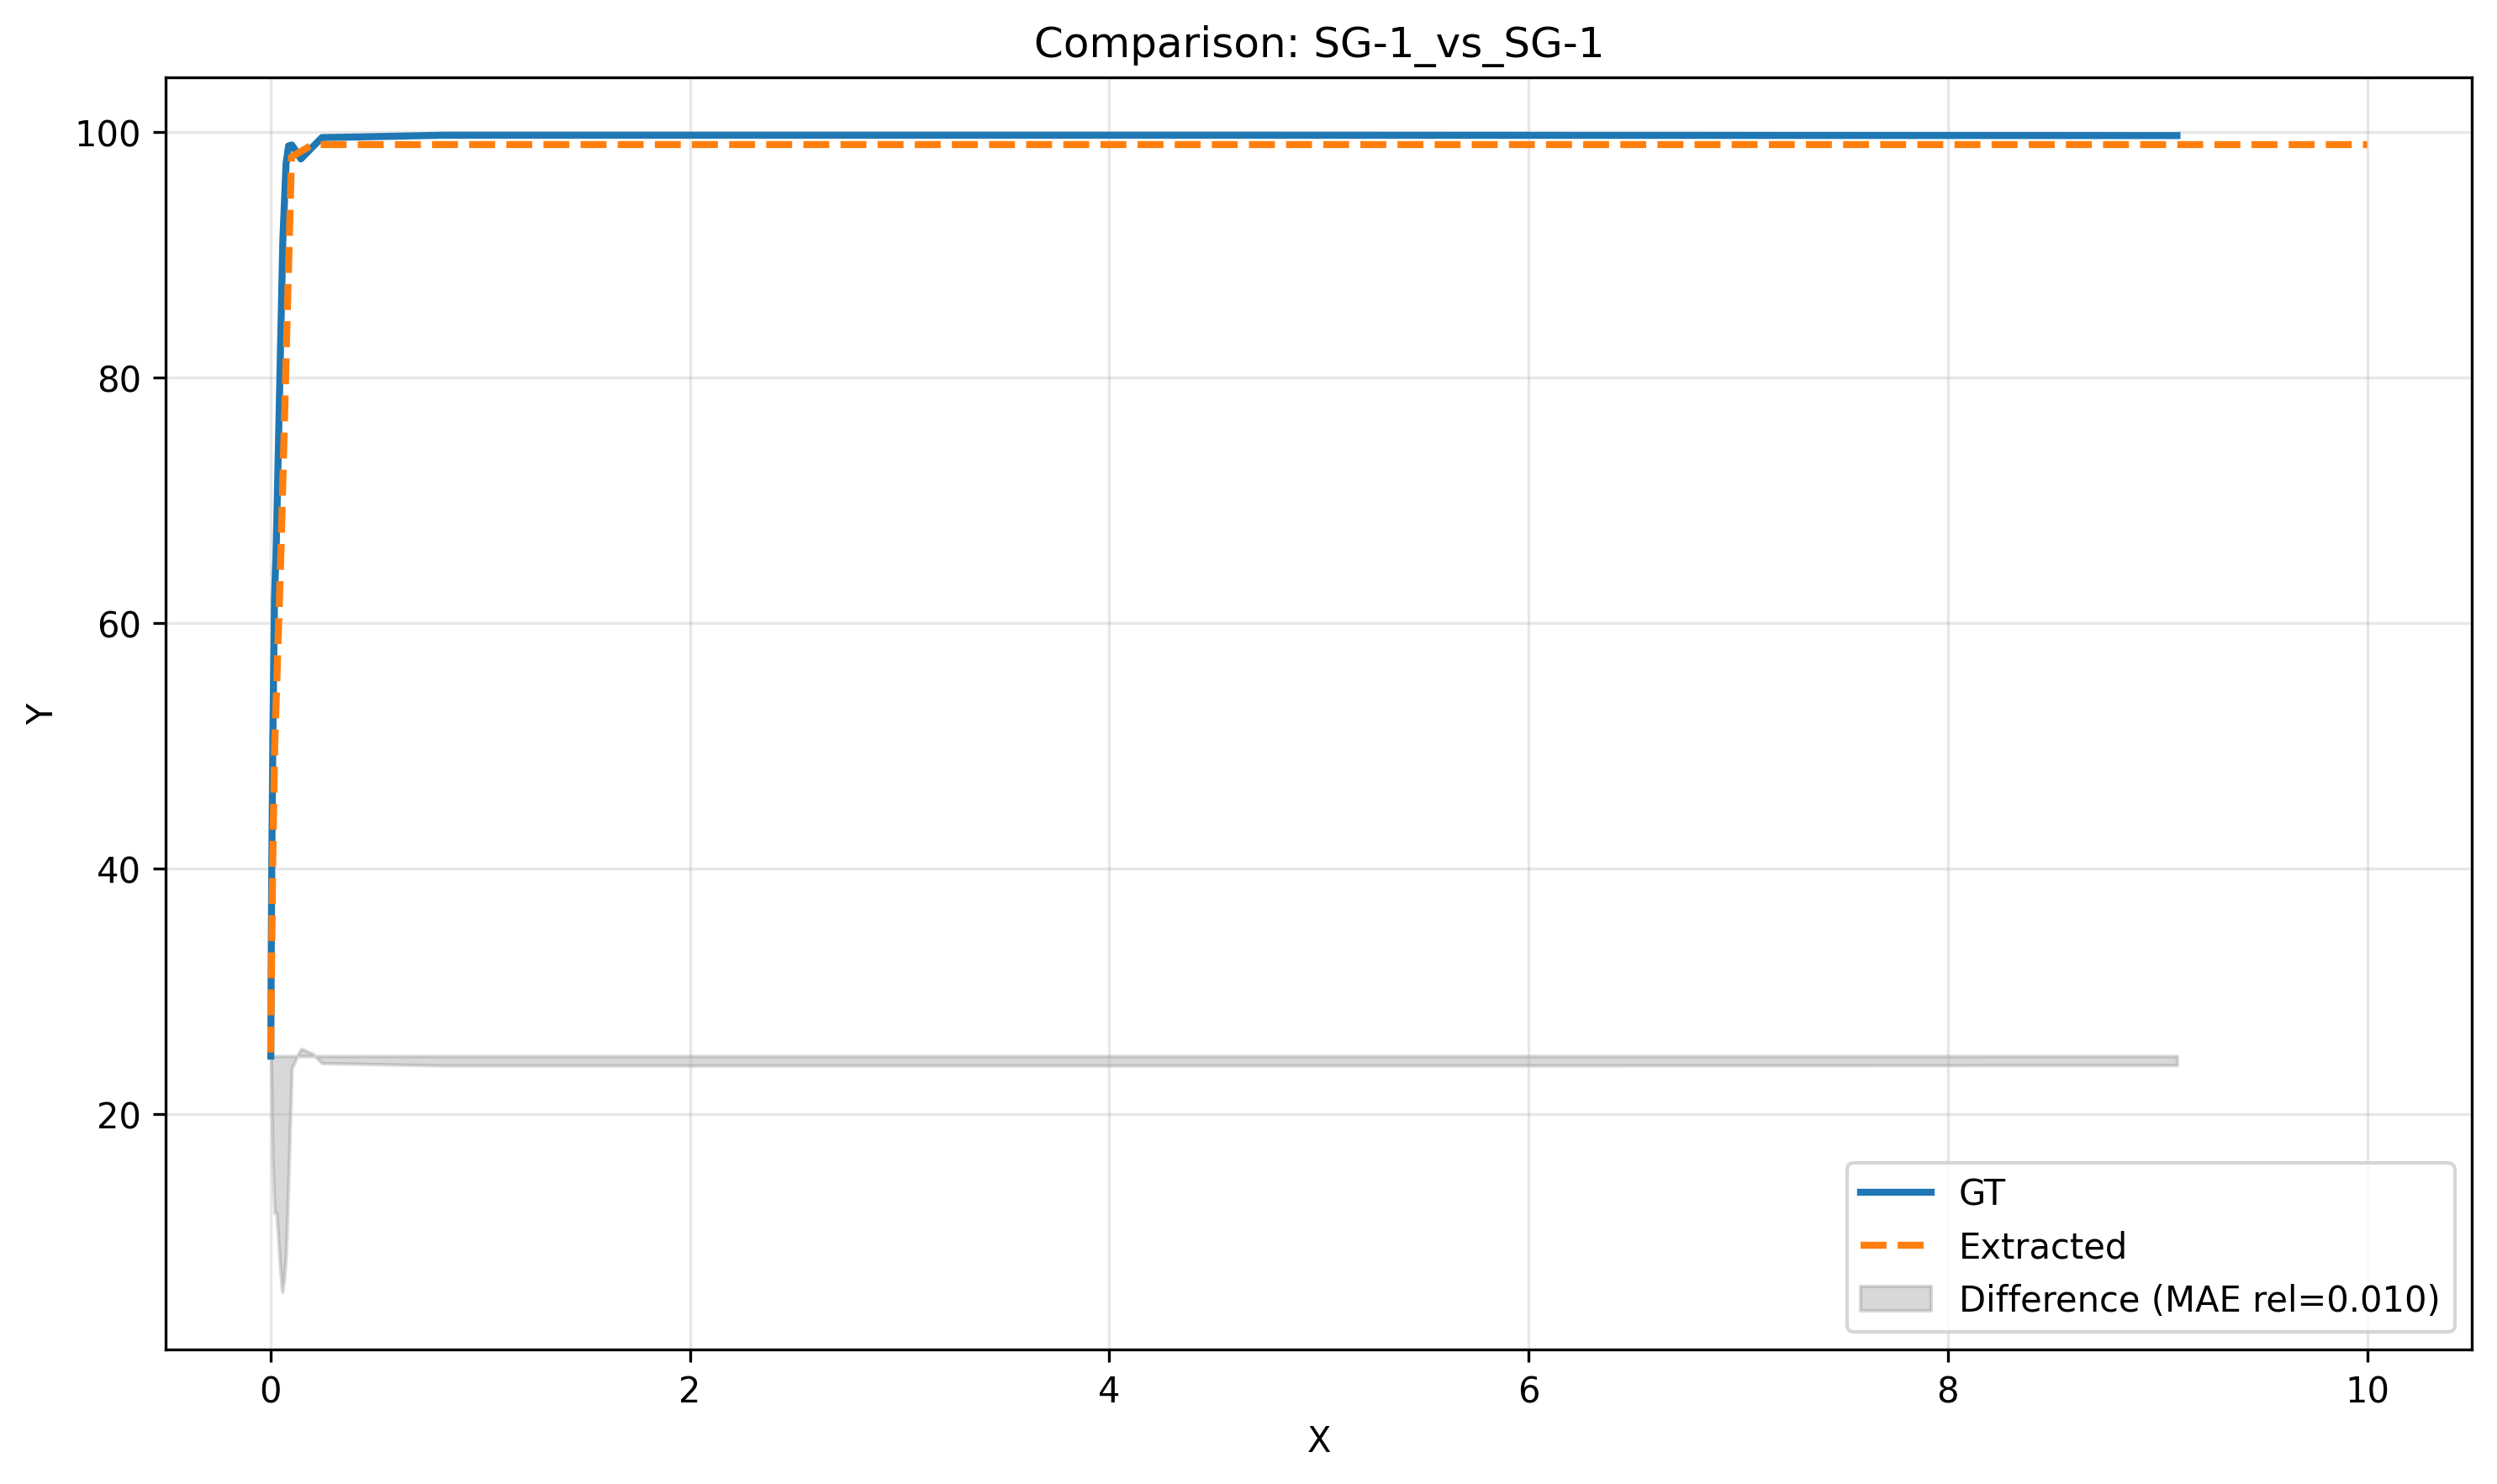 Comparison: SG-1_vs_SG-1
100
80
60
40
20
Y
0
2
4
6
8
10
X
GT
Extracted
Difference (MAE rel=0.010)